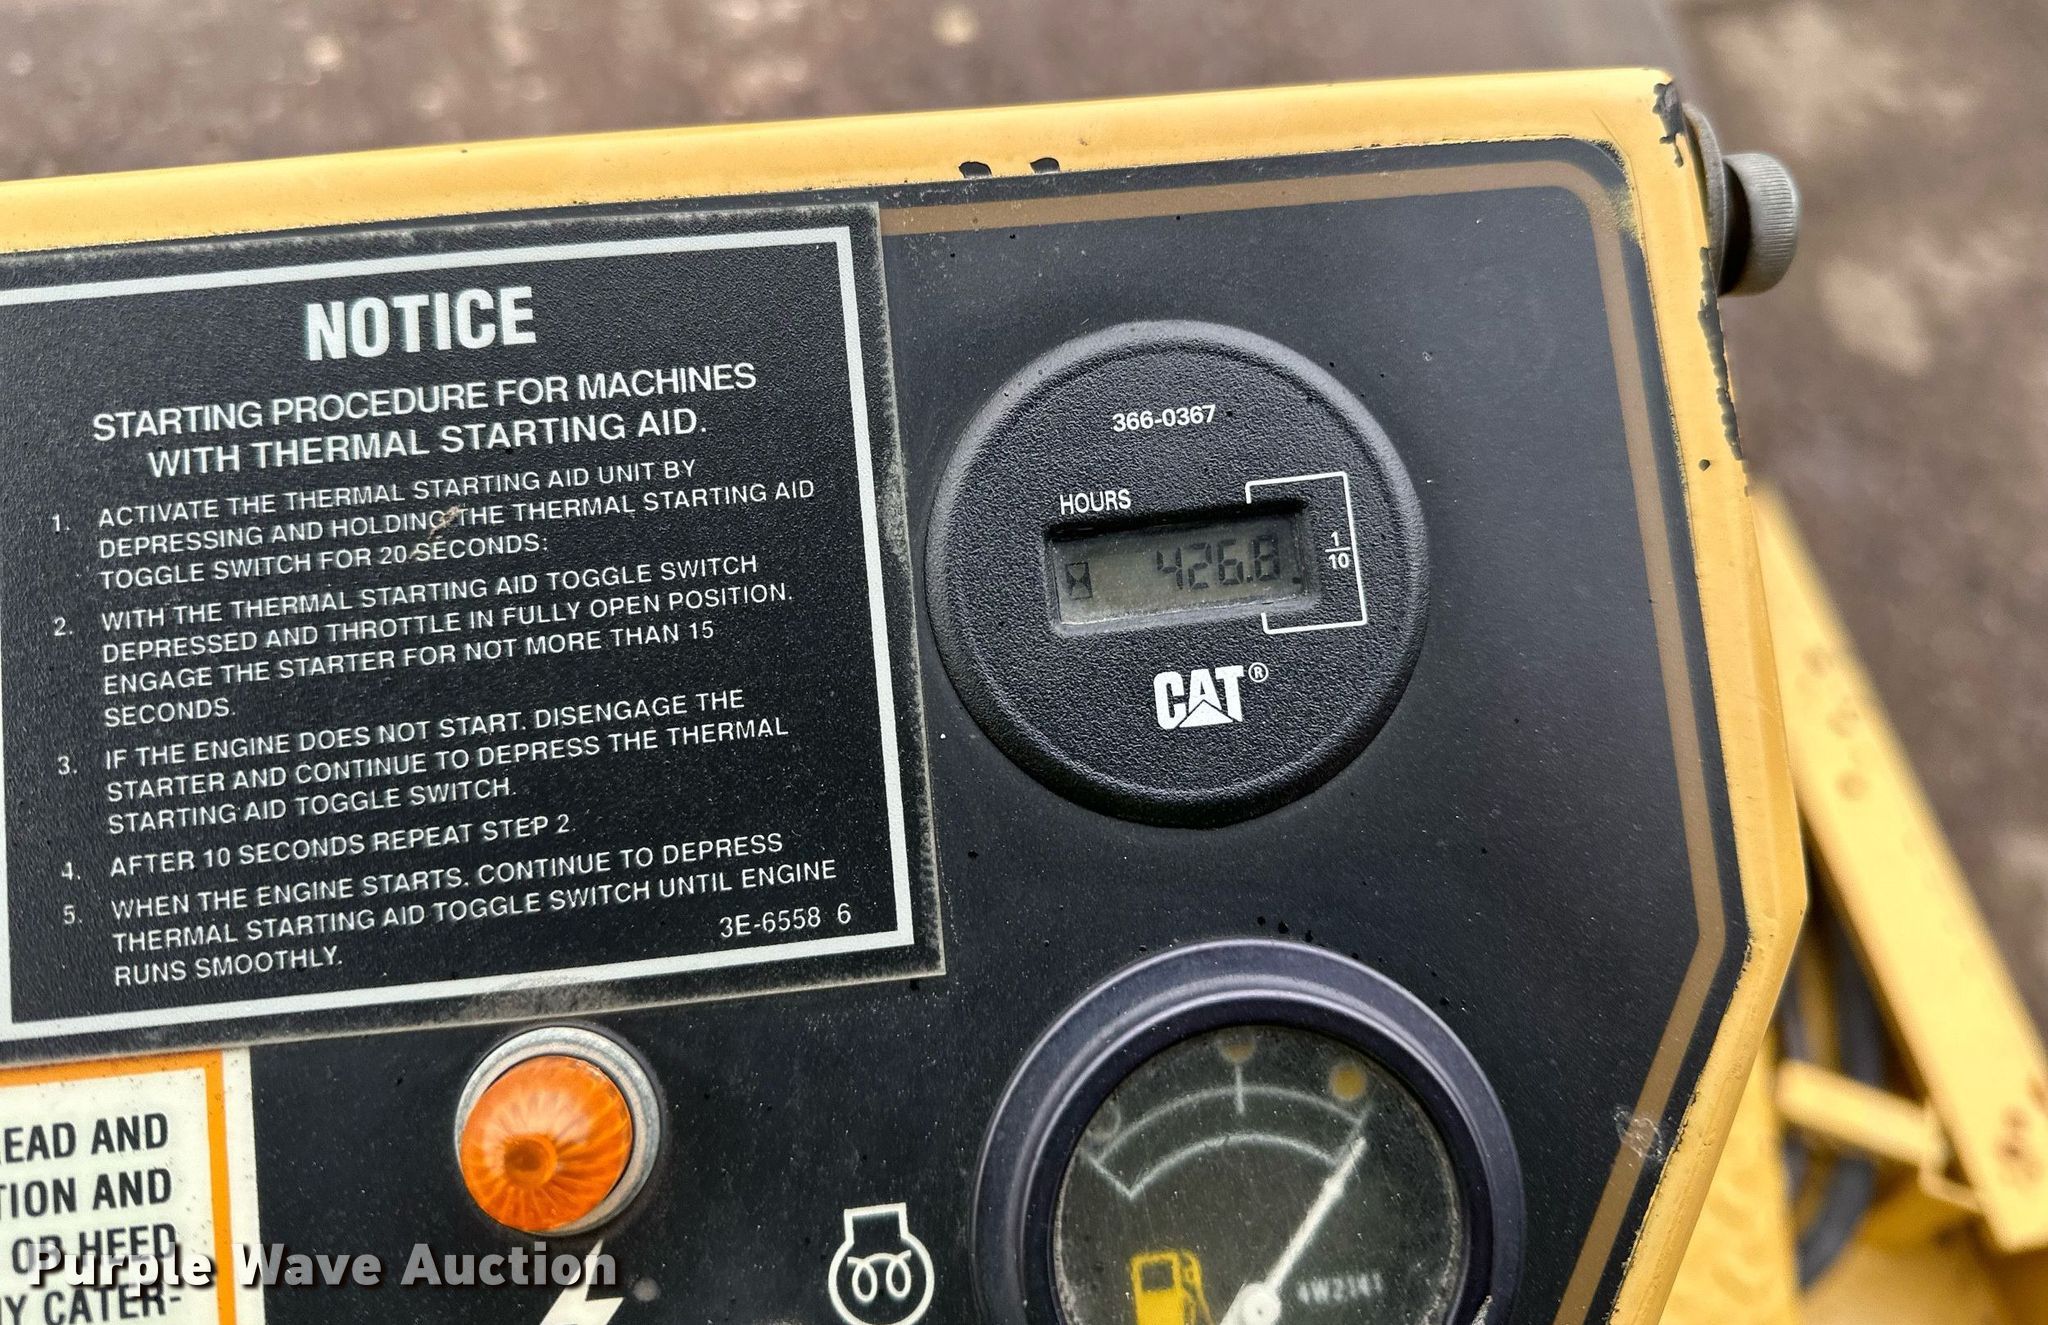 NOTICE
STARTING PROCEDURE FOR MACHINES
WITH THERMAL STARTING AID.
1. ACTIVATE THE THERMAL STARTING AID UNIT BY
DEPRESSING AND HOLDING THE THERMAL STARTING AID
TOGGLE SWITCH FOR 20 SECONDS:
2. WITH THE THERMAL STARTING AID TOGGLE SWITCH
DEPRESSED AND THROTTLE IN FULLY OPEN POSITION.
ENGAGE THE STARTER FOR NOT MORE THAN 15
SECONDS.
3. IF THE ENGINE DOES NOT START. DISENGAGE THE
STARTER AND CONTINUE TO DEPRESS THE THERMAL
STARTING AID TOGGLE SWITCH.
4. AFTER 10 SECONDS REPEAT STEP 2.
5. WHEN THE ENGINE STARTS. CONTINUE TO DEPRESS
THERMAL STARTING AID TOGGLE SWITCH UNTIL ENGINE
RUNS SMOOTHLY.
3E-6558 6
366-0367
HOURS
426.8
1/10
CAT®
4W2141
EAD AND
TION AND
OR HEED
Y CATER-
Purple Wave Auction